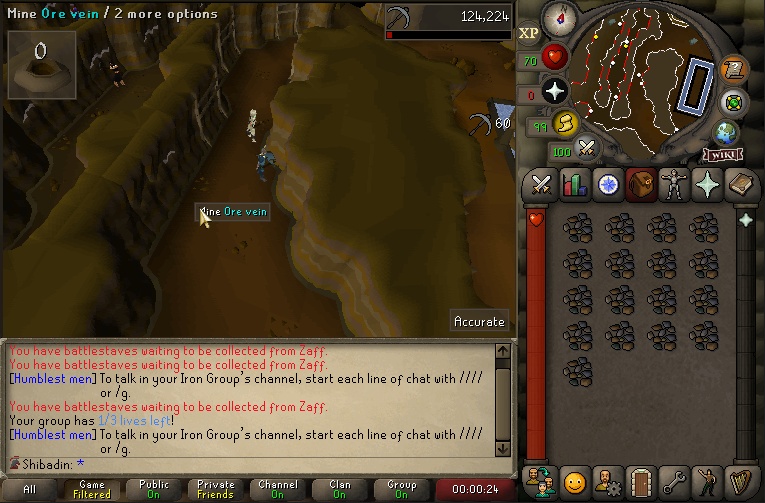 Mine Ore vein / 2 more options
124,224
0
XP
70
0
99
100
60
WIKI
Mine Ore vein
Accurate
You have battlestaves waiting to be collected from Zaff.
You have battlestaves waiting to be collected from Zaff.
[Humblest men] To talk in your Iron Group's channel, start each line of chat with ////
or /g.
You have battlestaves waiting to be collected from Zaff.
Your group has 1/3 lives left!
[Humblest men] To talk in your Iron Group's channel, start each line of chat with ////
or /g.
Shibadin: *
All
Game
Filtered
Public
On
Private
Friends
Channel
On
Clan
On
Group
On
00:00:24